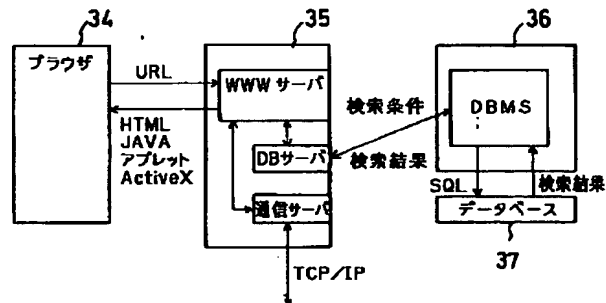 34
35
36
ブラウザ
URL
WWW サーバ
HTML
JAVA
アプレット
ActiveX
DBサーバ
通信サーバ
TCP/IP
検索条件
検索結果
DBMS
SQL
検索結果
データベース
37